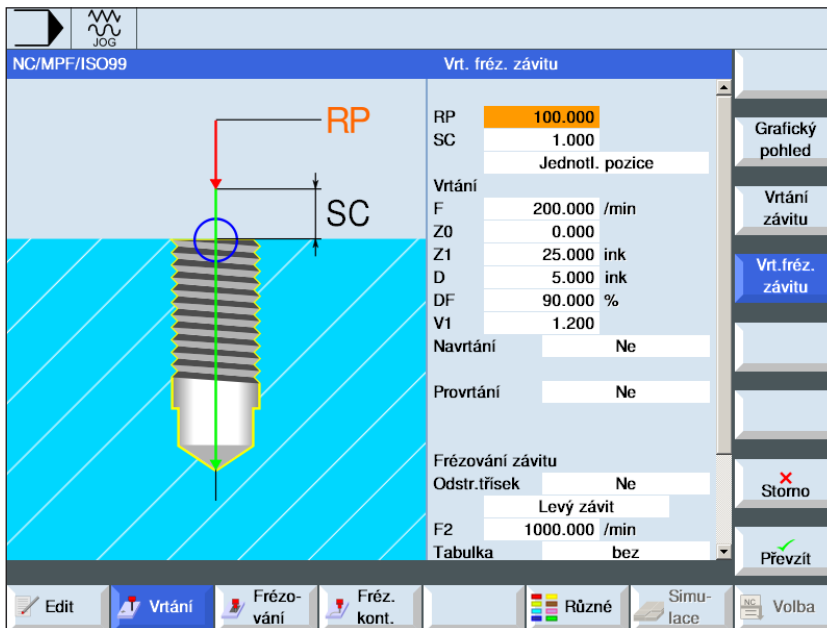 JOG
NC/MPF/ISO99
Vrt. fréz. závitu
RP
SC
RP 100.000
SC 1.000
Jednotl. pozice
Vrtání
F 200.000 /min
Z0 0.000
Z1 25.000 ink
D 5.000 ink
DF 90.000 %
V1 1.200
Navrtání Ne
Provrtání Ne
Frézování závitu
Odstr.třísek Ne
Levý závit
F2 1000.000 /min
Tabulka bez
Grafický
pohled
Vrtání
závitu
Vrt.fréz.
závitu
Storno
Převzít
Edit
Vrtání
Frézo-
vání
Fréz.
kont.
Různé
Simu-
lace
NC
Volba